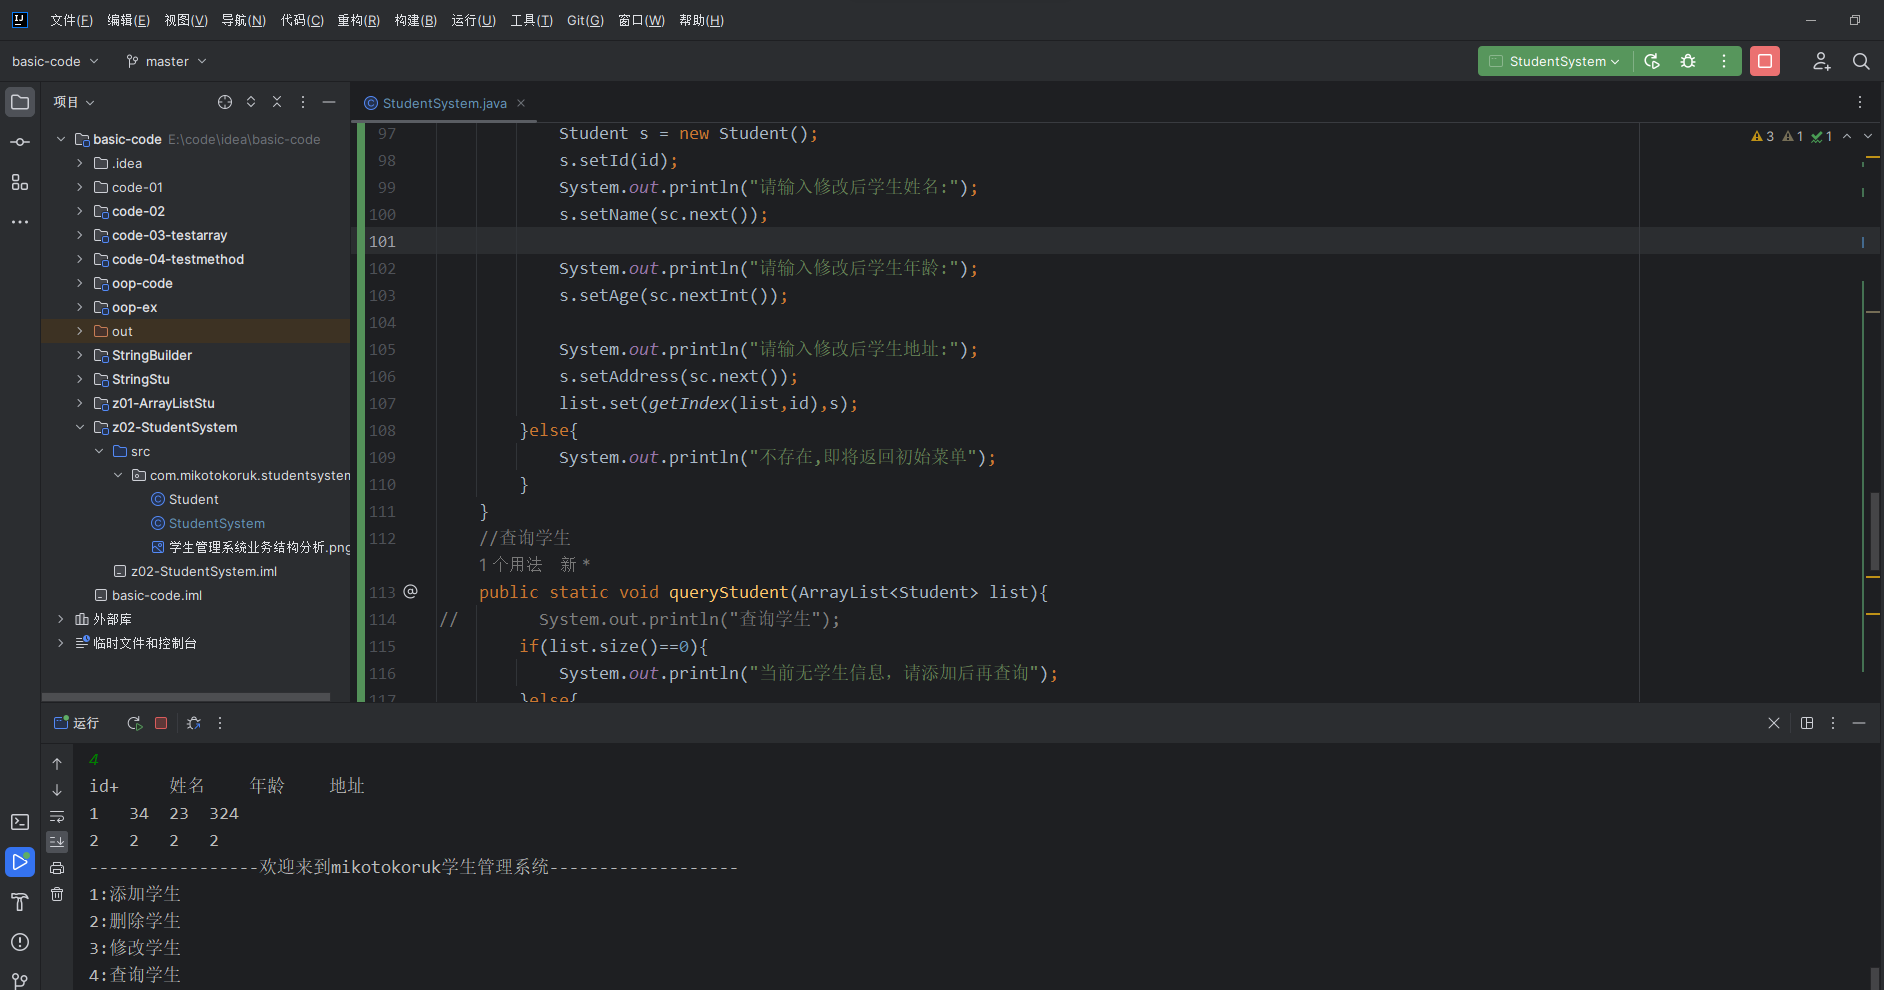 文件(F) 编辑(E) 视图(V) 导航(N) 代码(C) 重构(R) 构建(B) 运行(U) 工具(T) Git(G) 窗口(W) 帮助(H)
basic-code master StudentSystem
项目 StudentSystem.java
basic-code E:\code\idea\basic-code
.idea
code-01
code-02
code-03-testarray
code-04-testmethod
oop-code
oop-ex
out
StringBuilder
StringStu
z01-ArrayListStu
z02-StudentSystem
src
com.mikotokoruk.studentsystem
Student
StudentSystem
学生管理系统业务结构分析.png
z02-StudentSystem.iml
basic-code.iml
外部库
临时文件和控制台
3 1 1
97 Student s = new Student();
98 s.setId(id);
99 System.out.println("请输入修改后学生姓名:");
100 s.setName(sc.next());
101
102 System.out.println("请输入修改后学生年龄:");
103 s.setAge(sc.nextInt());
104
105 System.out.println("请输入修改后学生地址:");
106 s.setAddress(sc.next());
107 list.set(getIndex(list,id),s);
108 }else{
109 System.out.println("不存在,即将返回初始菜单");
110 }
111 }
112 //查询学生
1个用法 新 *
113 @ public static void queryStudent(ArrayList<Student> list){
114 // System.out.println("查询学生");
115 if(list.size()==0){
116 System.out.println("当前无学生信息，请添加后再查询");
117 }else{
运行
4
id+ 姓名 年龄 地址
1 34 23 324
2 2 2 2
-----------------欢迎来到mikotokoruk学生管理系统-------------------
1:添加学生
2:删除学生
3:修改学生
4:查询学生